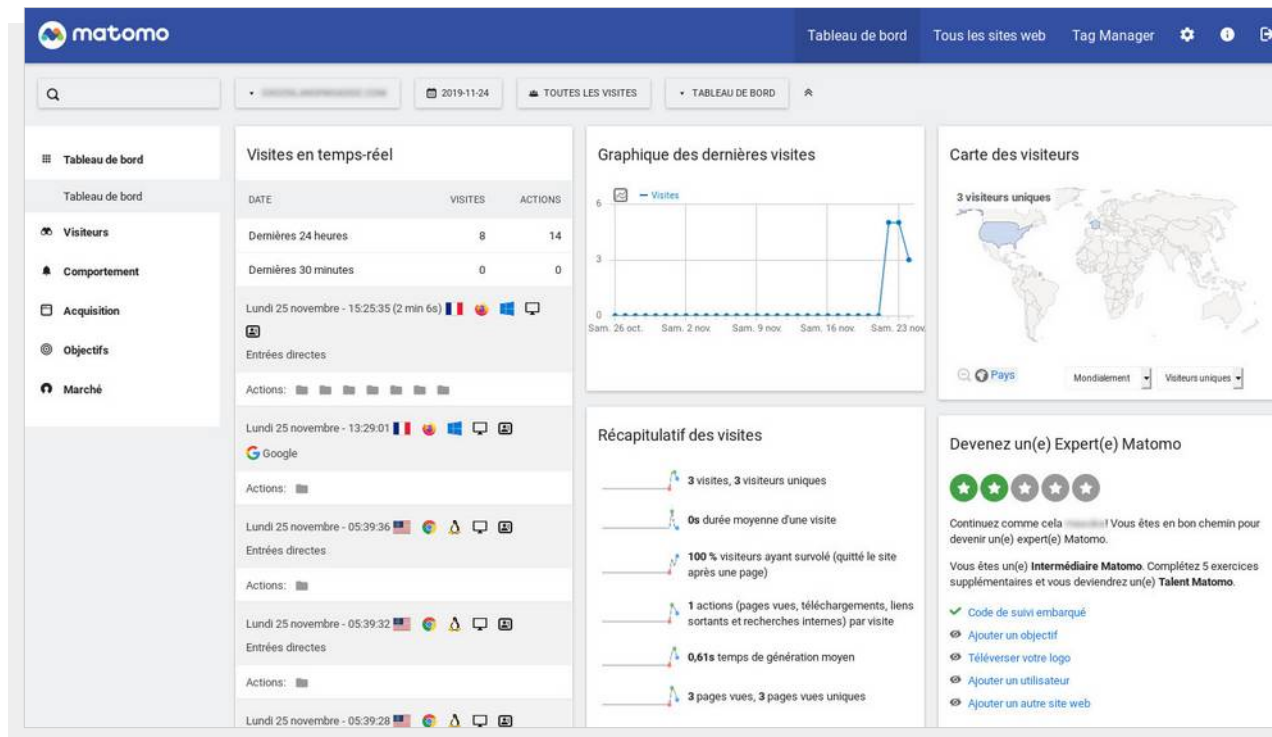 matomo
Tableau de bord
Tous les sites web
Tag Manager
2019-11-24
TOUTES LES VISITES
TABLEAU DE BORD
Tableau de bord
Tableau de bord
Visiteurs
Comportement
Acquisition
Objectifs
Marché
Visites en temps-réel
DATE VISITES ACTIONS
Dernières 24 heures 8 14
Dernières 30 minutes 0 0
Lundi 25 novembre - 15:25:35 (2 min 6s)
Entrées directes
Actions:
Lundi 25 novembre - 13:29:01
Google
Actions:
Lundi 25 novembre - 05:39:36
Entrées directes
Actions:
Lundi 25 novembre - 05:39:32
Entrées directes
Actions:
Lundi 25 novembre - 05:39:28
Graphique des dernières visites
Visites
6
3
0
Sam. 26 oct. Sam. 2 nov. Sam. 9 nov. Sam. 16 nov. Sam. 23 nov
Récapitulatif des visites
3 visites, 3 visiteurs uniques
0s durée moyenne d'une visite
100 % visiteurs ayant survolé (quitté le site
après une page)
1 actions (pages vues, téléchargements, liens
sortants et recherches internes) par visite
0,61s temps de génération moyen
3 pages vues, 3 pages vues uniques
Carte des visiteurs
3 visiteurs uniques
Pays
Mondialement
Visiteurs uniques
Devenez un(e) Expert(e) Matomo
Continuez comme cela ! Vous êtes en bon chemin pour
devenir un(e) expert(e) Matomo.
Vous êtes un(e) Intermédiaire Matomo. Complétez 5 exercices
supplémentaires et vous deviendrez un(e) Talent Matomo.
Code de suivi embarqué
Ajouter un objectif
Téléverser votre logo
Ajouter un utilisateur
Ajouter un autre site web